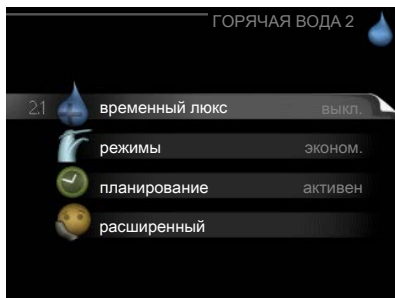 ГОРЯЧАЯ ВОДА 2
2.1 временный люкс выкл.
режимы эконом.
планирование активен
расширенный